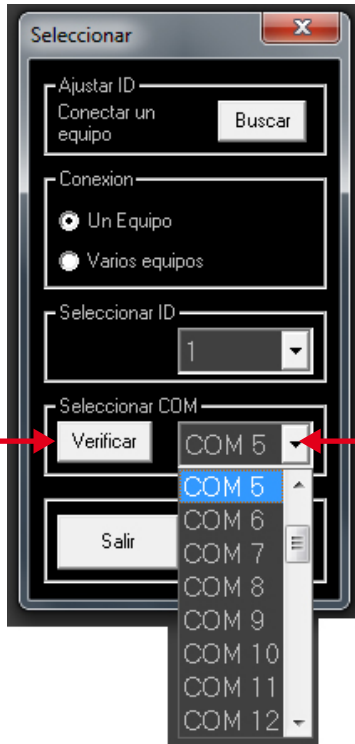 Seleccionar
Ajustar ID
Conectar un
equipo
Buscar
Conexion
Un Equipo
Varios equipos
Seleccionar ID
1
Seleccionar COM
Verificar
COM 5
COM 5
COM 6
COM 7
COM 8
COM 9
COM 10
COM 11
COM 12
Salir